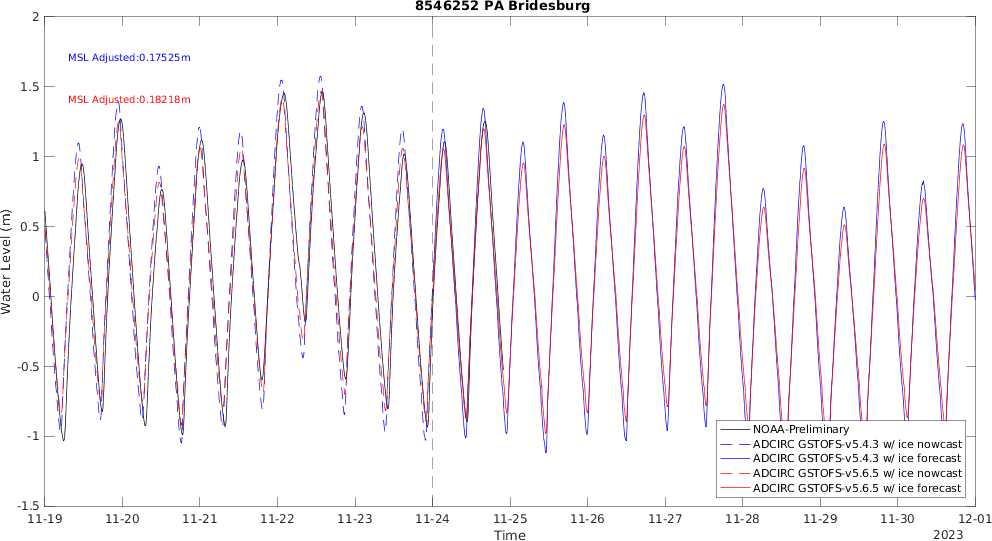 8546252 PA Bridesburg
MSL Adjusted:0.17525m
MSL Adjusted:0.18218m
Water Level (m)
2
1.5
1
0.5
0
-0.5
-1
-1.5
NOAA-Preliminary
ADCIRC GSTOFS-v5.4.3 w/ ice nowcast
ADCIRC GSTOFS-v5.4.3 w/ ice forecast
ADCIRC GSTOFS-v5.6.5 w/ ice nowcast
ADCIRC GSTOFS-v5.6.5 w/ ice forecast
11-19 11-20 11-21 11-22 11-23 11-24 11-25 11-26 11-27 11-28 11-29 11-30 12-01
Time
2023